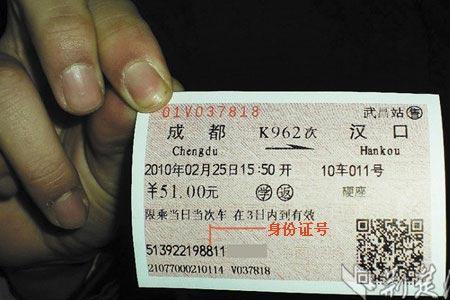 01V037818 武昌站 售
成都 K962次 汉口
Chengdu Hankou
2010年02月25日15:50开 10车011号
¥51.00元 学 返 硬座
限乘当日当次车 在3日内到有效
身份证号
513922198811
21077000210114 V037818